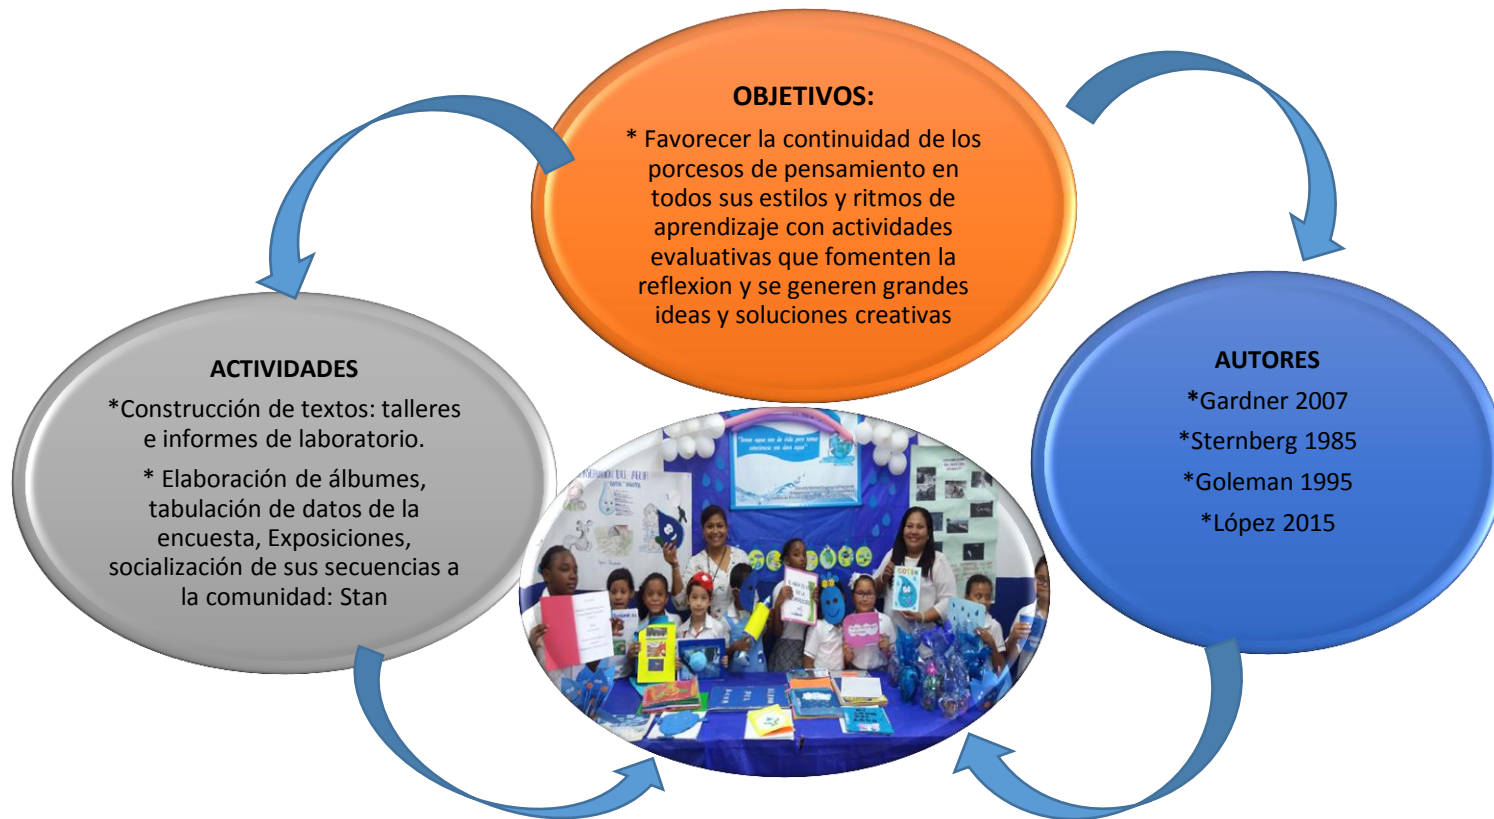 OBJETIVOS:
* Favorecer la continuidad de los
porcesos de pensamiento en
todos sus estilos y ritmos de
aprendizaje con actividades
evaluativas que fomenten la
reflexion y se generen grandes
ideas y soluciones creativas
ACTIVIDADES
*Construcción de textos: talleres
e informes de laboratorio.
* Elaboración de álbumes,
tabulación de datos de la
encuesta, Exposiciones,
socialización de sus secuencias a
la comunidad: Stan
AUTORES
*Gardner 2007
*Sternberg 1985
*Goleman 1995
*López 2015